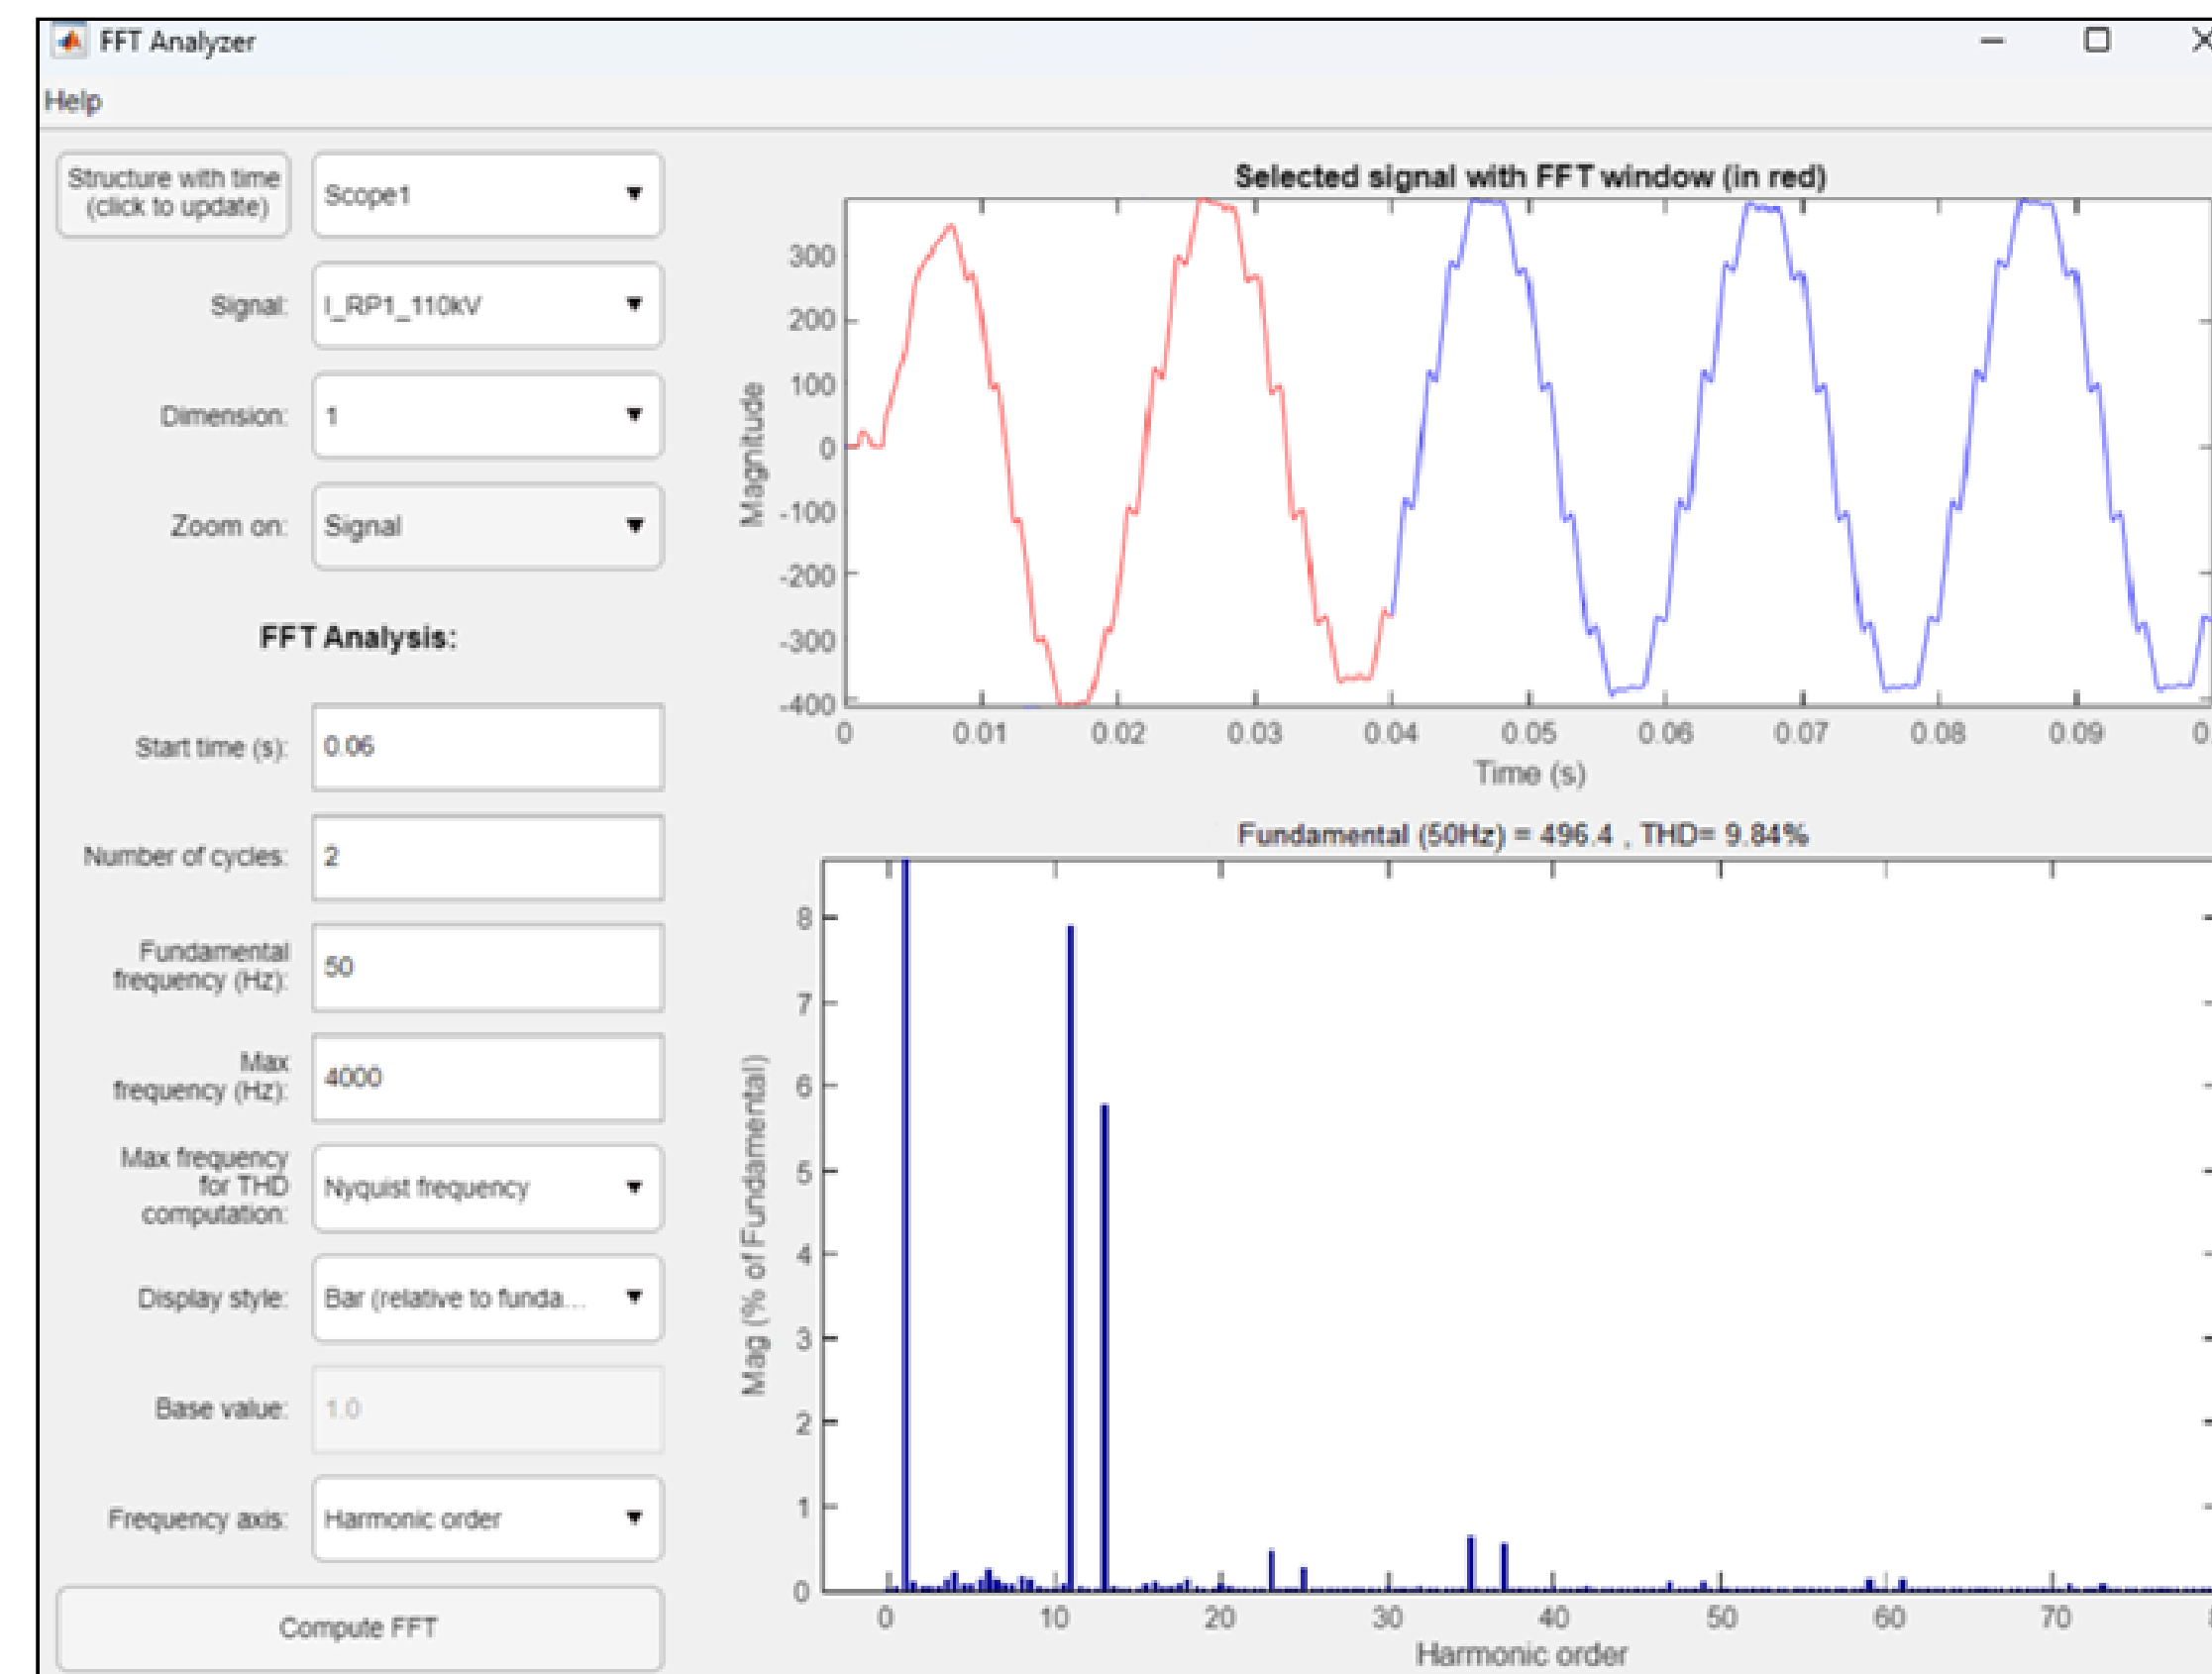 FFT Analyzer
Help
Structure with time
(click to update)
Scope1
Signal:
I_RP1_110kV
Dimension:
1
Zoom on:
Signal
FFT Analysis:
Start time (s):
0.06
Number of cycles:
2
Fundamental
frequency (Hz):
50
Max
frequency (Hz):
4000
Max frequency
for THD
computation:
Nyquist frequency
Display style:
Bar (relative to funda...
Base value:
1.0
Frequency axis:
Harmonic order
Compute FFT
Selected signal with FFT window (in red)
Magnitude
300
200
100
0
-100
-200
-300
-400
0 0.01 0.02 0.03 0.04 0.05 0.06 0.07 0.08 0.09
Time (s)
Fundamental (50Hz) = 496.4 , THD= 9.84%
Mag (% of Fundamental)
8
7
6
5
4
3
2
1
0
0 10 20 30 40 50 60 70
Harmonic order